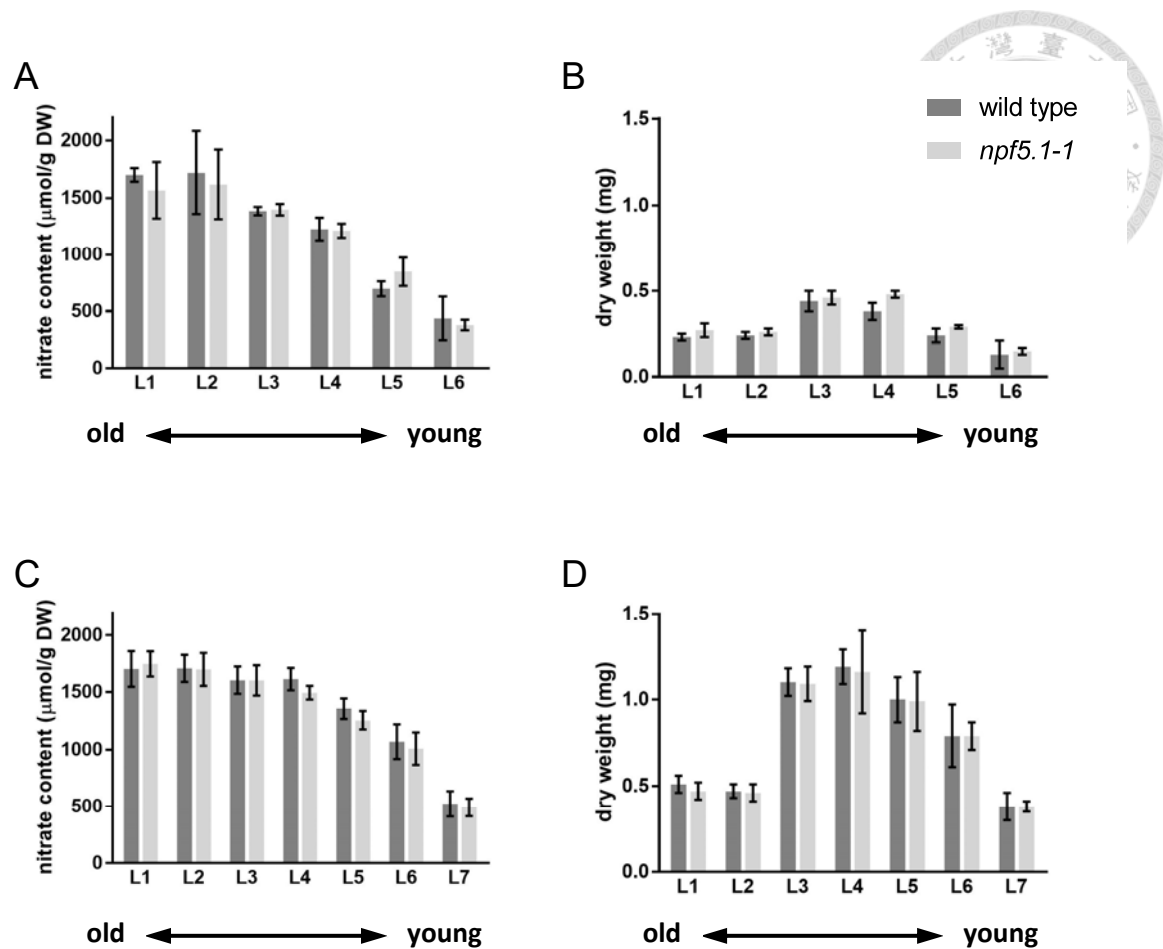 A
nitrate content (µmol/g DW)
2000
1500
1000
500
0
L1 L2 L3 L4 L5 L6
old young
B
灣 臺
wild type
npf5.1-1
dry weight (mg)
1.5
1.0
0.5
0.0
L1 L2 L3 L4 L5 L6
old young
C
nitrate content (µmol/g DW)
2000
1500
1000
500
0
L1 L2 L3 L4 L5 L6 L7
old young
D
dry weight (mg)
1.5
1.0
0.5
0.0
L1 L2 L3 L4 L5 L6 L7
old young